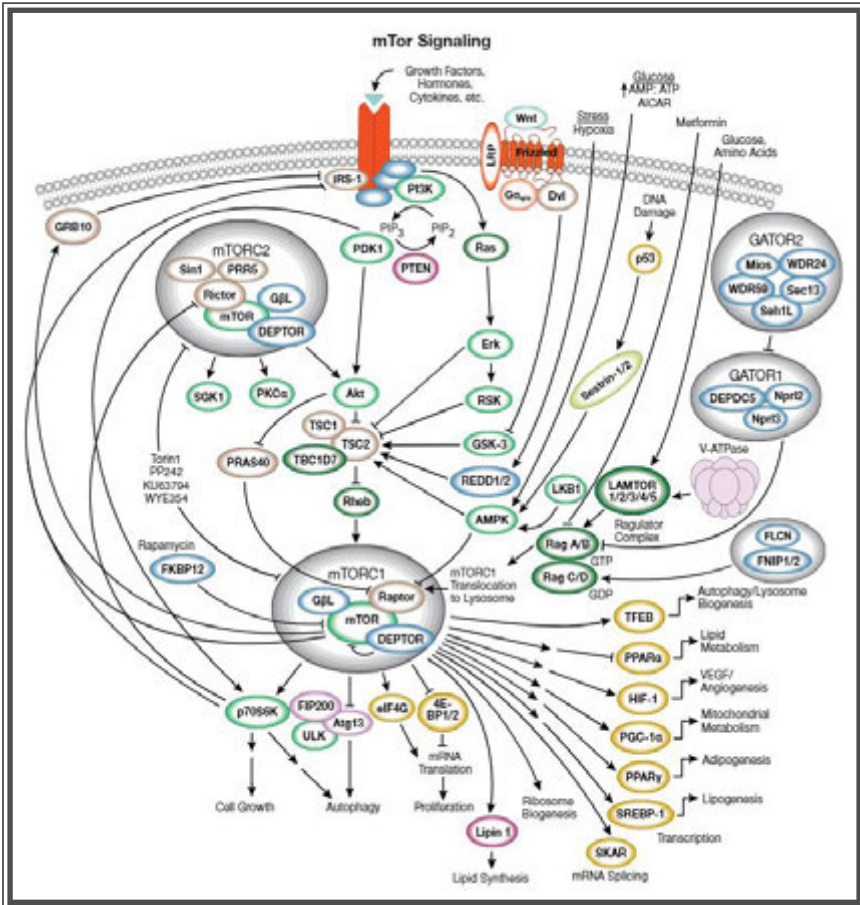 mTor Signaling
Growth Factors,
Hormones,
Cytokines, etc.
Glucose
AMP: ATP
AICAR
Stress
Hypoxia
Metformin
Glucose,
Amino Acids
Wnt
LRP
Frizzled
IRS-1
PI3K
Gαq/o
Dvl
DNA
Damage
GRB10
PIP3
PIP2
PDK1
PTEN
Ras
p53
GATOR2
Mios
WDR24
WDR59
Sec13
Seh1L
mTORC2
Sin1
PRR5
Rictor
GβL
mTOR
DEPTOR
Erk
Sestrin-1/2
GATOR1
DEPDC5
Nprl2
Nprl3
SGK1
PKCα
Akt
RSK
TSC1
TSC2
TBC1D7
GSK-3
PRAS40
REDD1/2
LKB1
V-ATPase
LAMTOR
1/2/3/4/5
Torin1
PP242
KU63794
WYE354
Rheb
AMPK
Ragulator
Complex
Rag A/B
GTP
Rag C/D
GDP
FLCN
FNIP1/2
Rapamycin
FKBP12
mTORC1
GβL
Raptor
mTOR
DEPTOR
mTORC1
Translocation
to Lysosome
TFEB
Autophagy/Lysosome
Biogenesis
PPARα
Lipid
Metabolism
HIF-1
VEGF/
Angiogenesis
PGC-1α
Mitochondrial
Metabolism
PPARγ
Adipogenesis
SREBP-1
Lipogenesis
Transcription
p70S6K
FIP200
Atg13
ULK
eIF4G
4E-
BP1/2
mRNA
Translation
Cell Growth
Autophagy
Proliferation
Ribosome
Biogenesis
Lipin 1
Lipid Synthesis
SKAR
mRNA Splicing